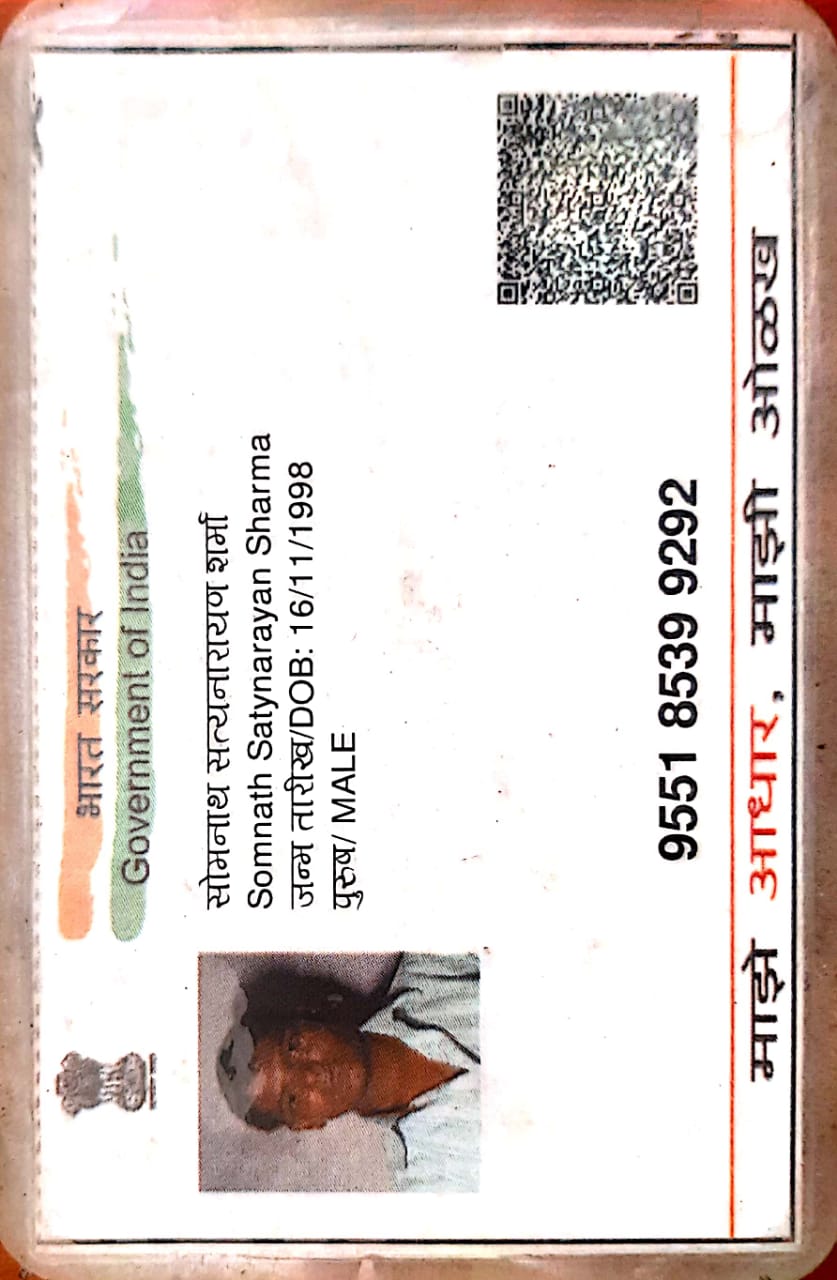 भारत सरकार
Government of India
सोमनाथ सत्यनारायण शर्मा
Somnath Satynarayan Sharma
जन्म तारीख/DOB: 16/11/1998
पुरुष/ MALE
9551 8539 9292
माझे आधार, माझी ओळख